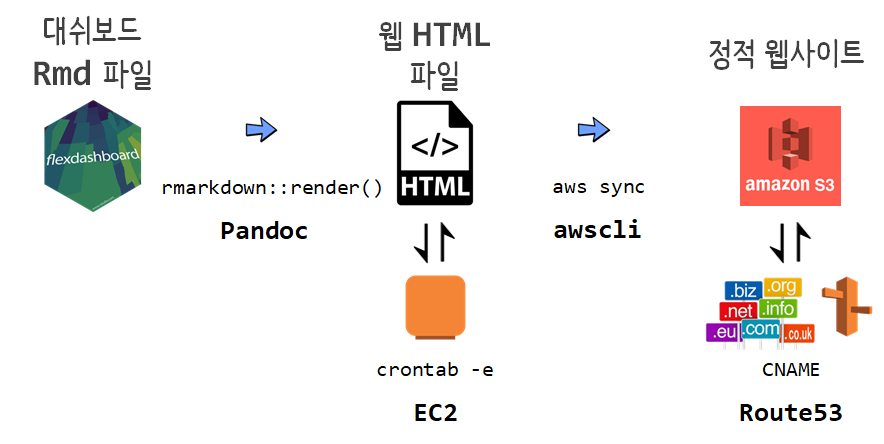 대쉬보드
Rmd 파일
웹 HTML
파일
정적 웹사이트
flexdashboard
</>
HTML
amazon S3
rmarkdown::render()
aws sync
Pandoc
awscli
.biz
.org
.net
.info
.eu
.com
.co.uk
crontab -e
CNAME
EC2
Route53